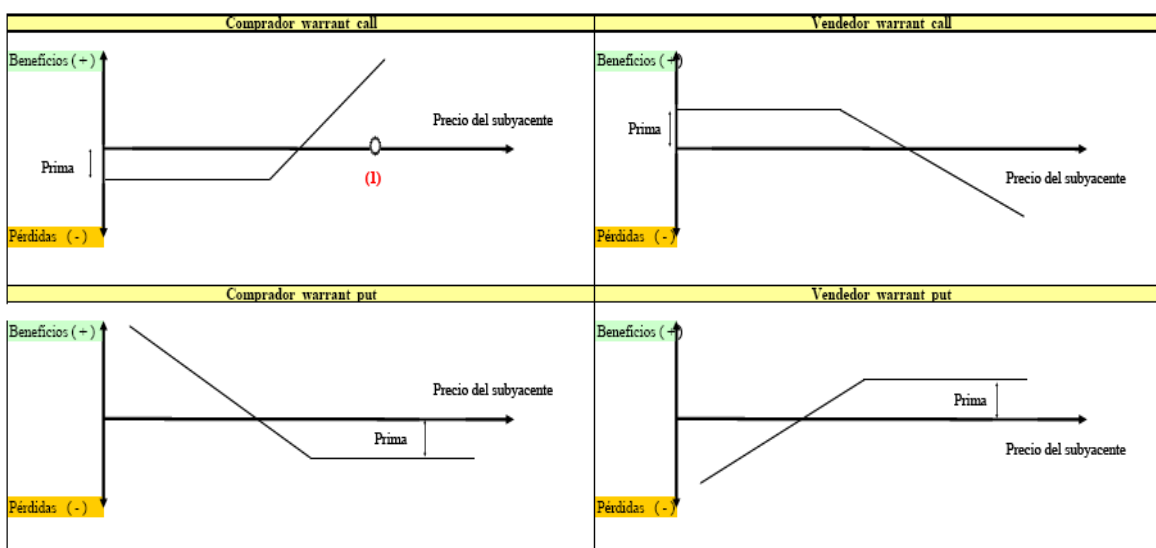 Comprador warrant call
Vendedor warrant call
Beneficios ( + )
Precio del subyacente
Prima
(1)
Pérdidas ( - )
Beneficios ( + )
Prima
Precio del subyacente
Pérdidas ( - )
Comprador warrant put
Vendedor warrant put
Beneficios ( + )
Precio del subyacente
Prima
Pérdidas ( - )
Beneficios ( + )
Prima
Precio del subyacente
Pérdidas ( - )